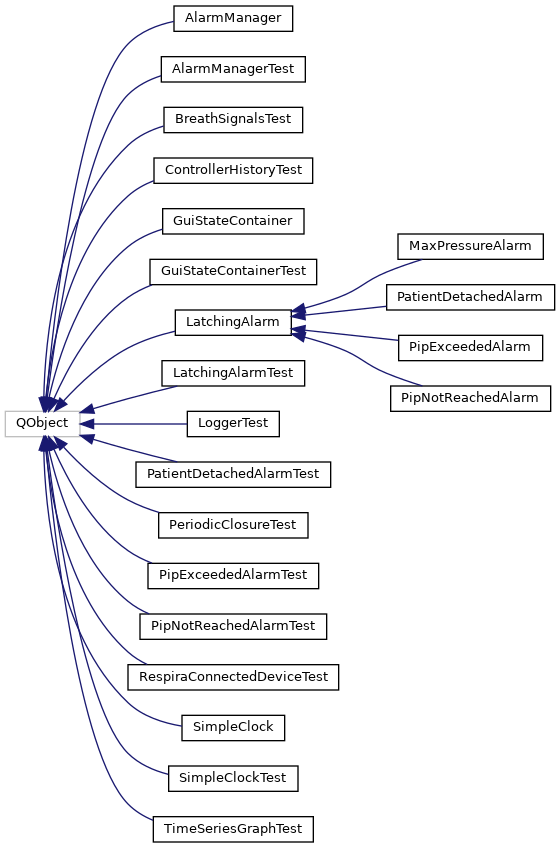 AlarmManager
AlarmManagerTest
BreathSignalsTest
ControllerHistoryTest
GuiStateContainer
MaxPressureAlarm
GuiStateContainerTest
PatientDetachedAlarm
LatchingAlarm
PipExceededAlarm
LatchingAlarmTest
PipNotReachedAlarm
QObject
LoggerTest
PatientDetachedAlarmTest
PeriodicClosureTest
PipExceededAlarmTest
PipNotReachedAlarmTest
RespiraConnectedDeviceTest
SimpleClock
SimpleClockTest
TimeSeriesGraphTest